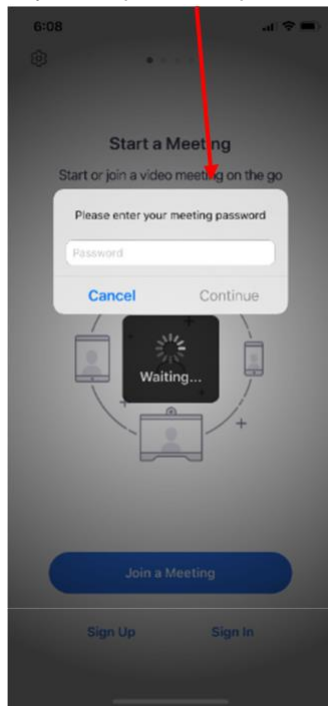 6:08
Start a Meeting
Start or join a video meeting on the go
Please enter your meeting password
Password
Cancel Continue
Waiting...
Join a Meeting
Sign Up Sign In